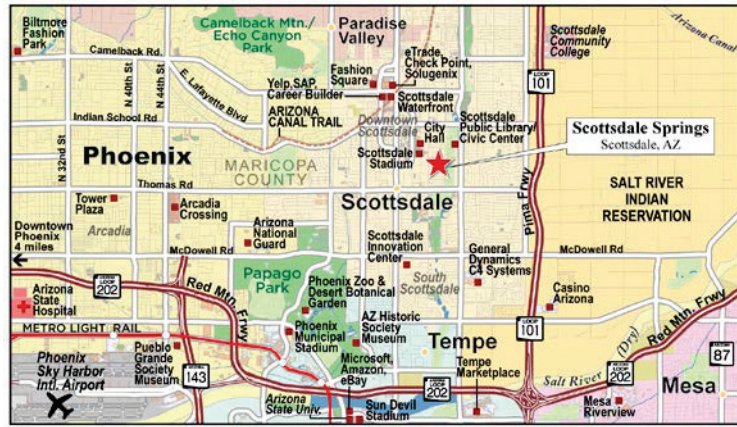 Biltmore
Fashion
Park
Camelback Mtn./
Echo Canyon
Park
Paradise
Valley
eTrade,
Check Point,
Solugenix
Scottsdale
Community
College
Arizona Canal
LOOP
101
Camelback Rd.
N 40th St
N 44th St
E. Lafayette Blvd
Fashion
Square
Yelp,SAP,
Career Builder
Scottsdale
Waterfront
Indian School Rd
ARIZONA
CANAL TRAIL
Downtown
Scottsdale
City
Hall
Scottsdale
Public Library/
Civic Center
Scottsdale Springs
Scottsdale, AZ
N 32nd St
Phoenix
MARICOPA
COUNTY
Scottsdale
Stadium
Pima Frwy
Thomas Rd
Scottsdale
SALT RIVER
INDIAN
RESERVATION
Tower
Plaza
Arcadia
Crossing
Downtown
Phoenix
4 miles
Arcadia
Arizona
National
Guard
Scottsdale
Innovation
Center
General
Dynamics
C4 Systems
McDowell Rd
McDowell Rd
LOOP
202
Red Mtn. Frwy
Papago
Park
Phoenix Zoo &
Desert Botanical
Garden
South
Scottsdale
Casino
Arizona
Arizona
State
Hospital
AZ Historic
Society
Museum
LOOP
101
Red Mtn. Frwy
METRO LIGHT RAIL
Phoenix
Municipal
Stadium
Tempe
(Dry)
87
Phoenix
Sky Harbor
Intl. Airport
Pueblo
Grande
Society
Museum
143
Microsoft,
Amazon,
eBay
Tempe
Marketplace
LOOP
202
Salt River
LOOP
202
Mesa
Arizona
State Univ.
Sun Devil
Stadium
Mesa
Riverview